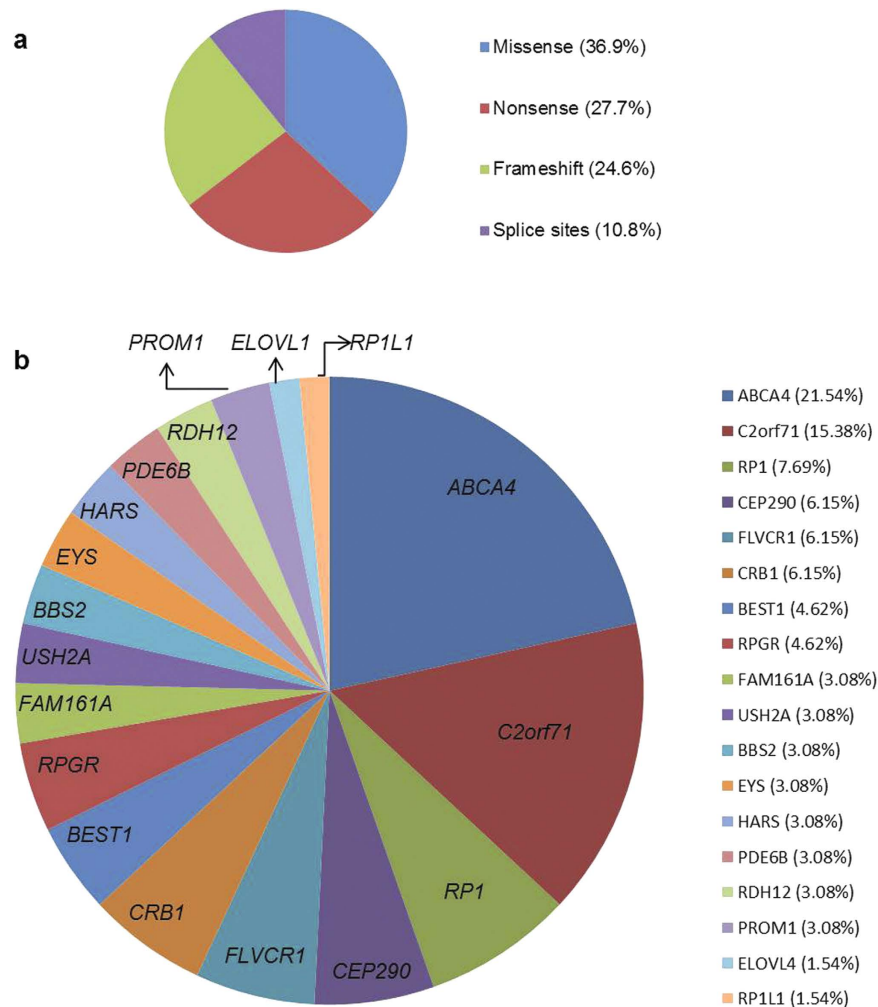 a
Missense (36.9%)
Nonsense (27.7%)
Frameshift (24.6%)
Splice sites (10.8%)
b
PROM1
ELOVL1
RP1L1
RDH12
PDE6B
HARS
EYS
BBS2
USH2A
FAM161A
RPGR
BEST1
CRB1
FLVCR1
CEP290
RP1
C2orf71
ABCA4
ABCA4 (21.54%)
C2orf71 (15.38%)
RP1 (7.69%)
CEP290 (6.15%)
FLVCR1 (6.15%)
CRB1 (6.15%)
BEST1 (4.62%)
RPGR (4.62%)
FAM161A (3.08%)
USH2A (3.08%)
BBS2 (3.08%)
EYS (3.08%)
HARS (3.08%)
PDE6B (3.08%)
RDH12 (3.08%)
PROM1 (3.08%)
ELOVL4 (1.54%)
RP1L1 (1.54%)